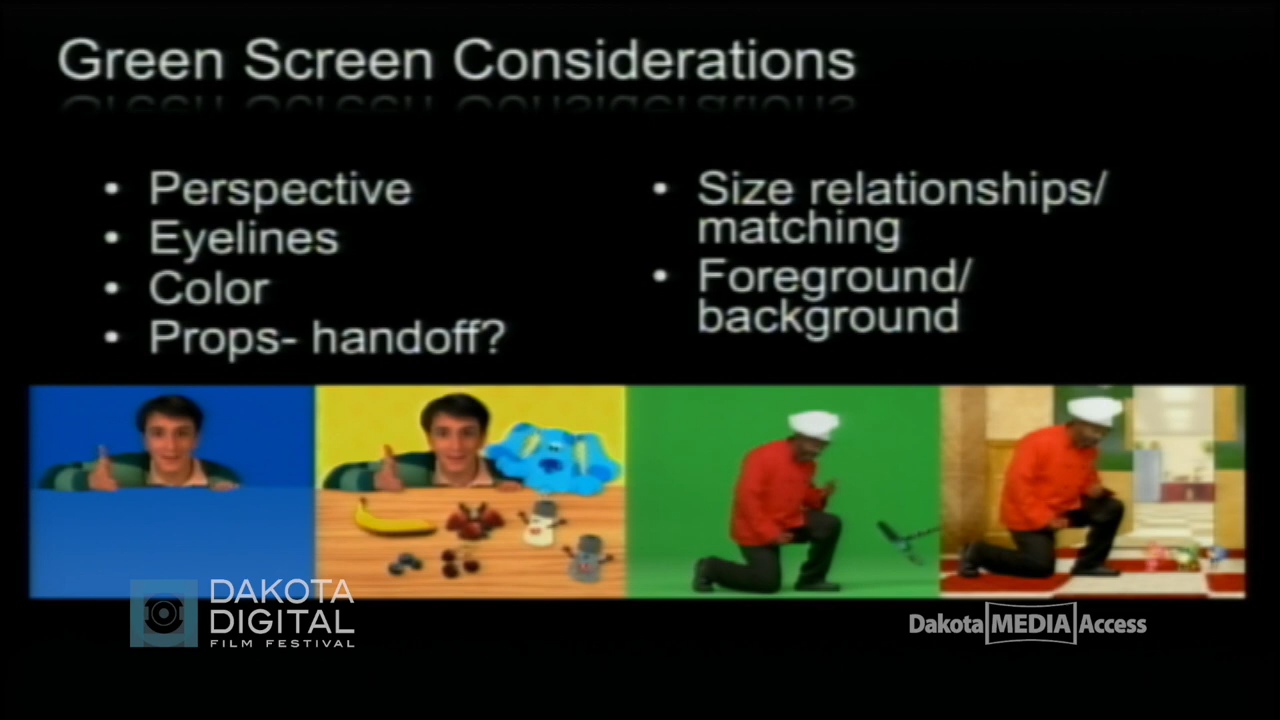 Green Screen Considerations
• Perspective
• Eyelines
• Color
• Props- handoff?
• Size relationships/
matching
• Foreground/
background
DAKOTA
DIGITAL
FILM FESTIVAL
Dakota MEDIA Access